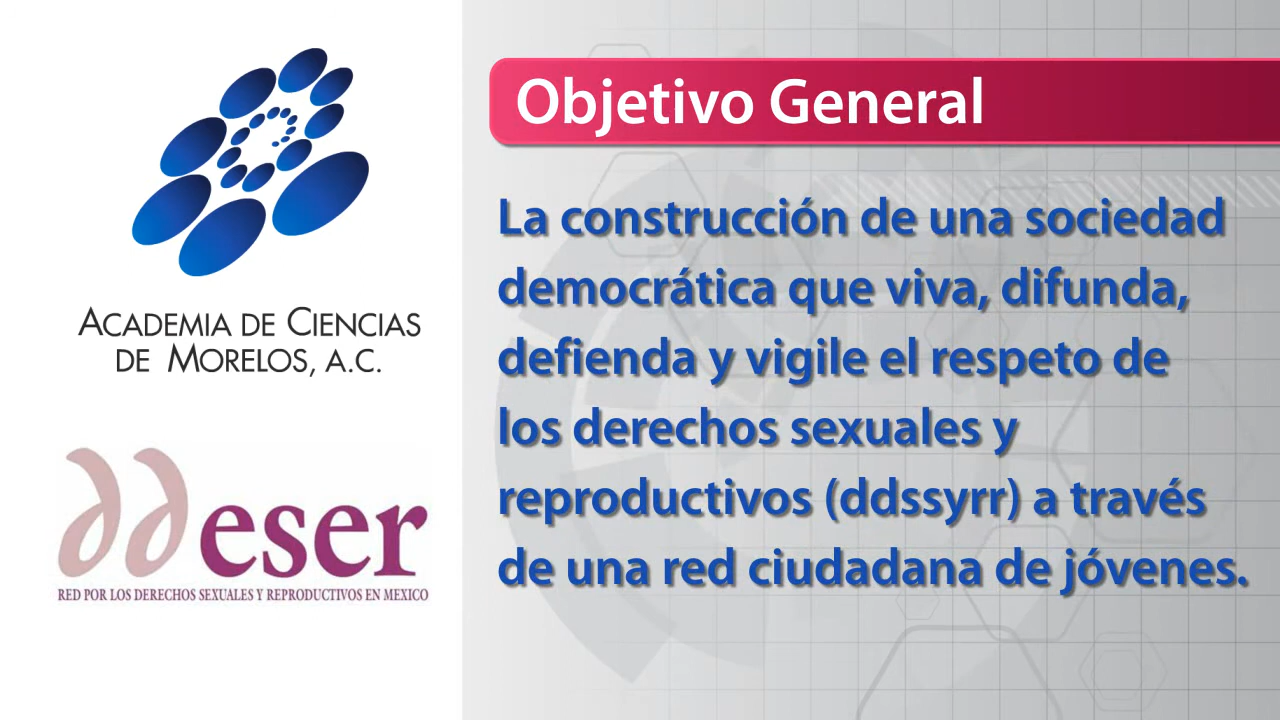 ACADEMIA DE CIENCIAS
DE MORELOS, A.C.
ddeser
RED POR LOS DERECHOS SEXUALES Y REPRODUCTIVOS EN MEXICO
Objetivo General
La construcción de una sociedad
democrática que viva, difunda,
defienda y vigile el respeto de
los derechos sexuales y
reproductivos (ddssyrr) a través
de una red ciudadana de jóvenes.